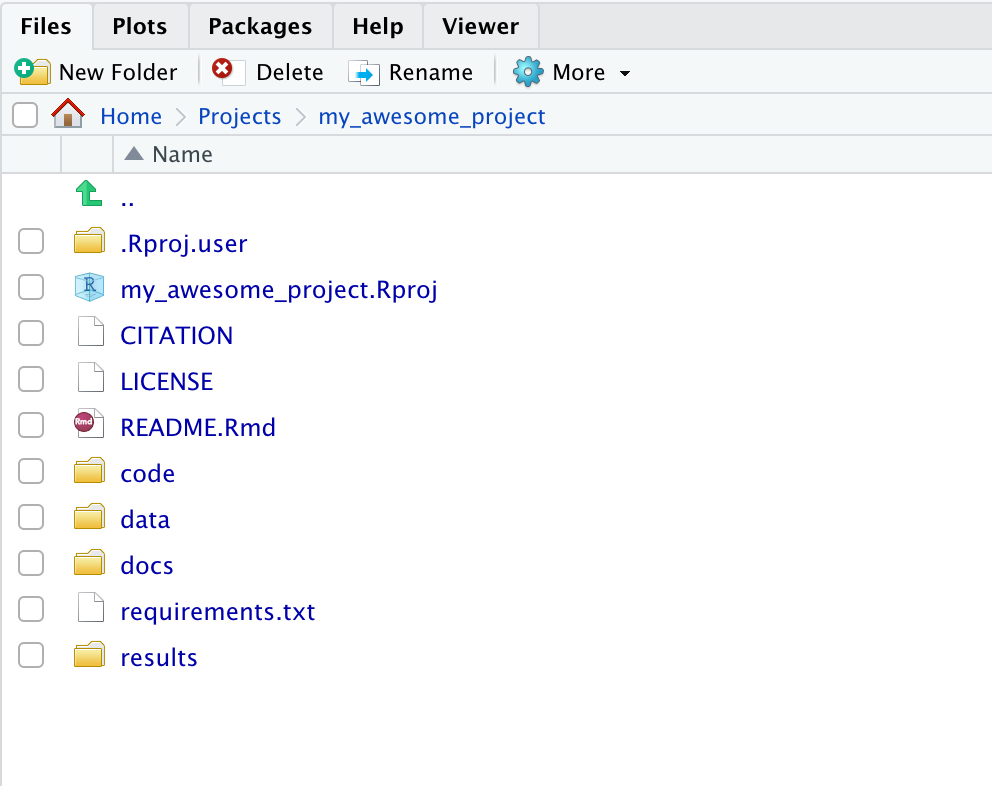 Files Plots Packages Help Viewer
New Folder Delete Rename More
Home Projects my_awesome_project
Name
..
.Rproj.user
R my_awesome_project.Rproj
CITATION
LICENSE
Rmd README.Rmd
code
data
docs
requirements.txt
results